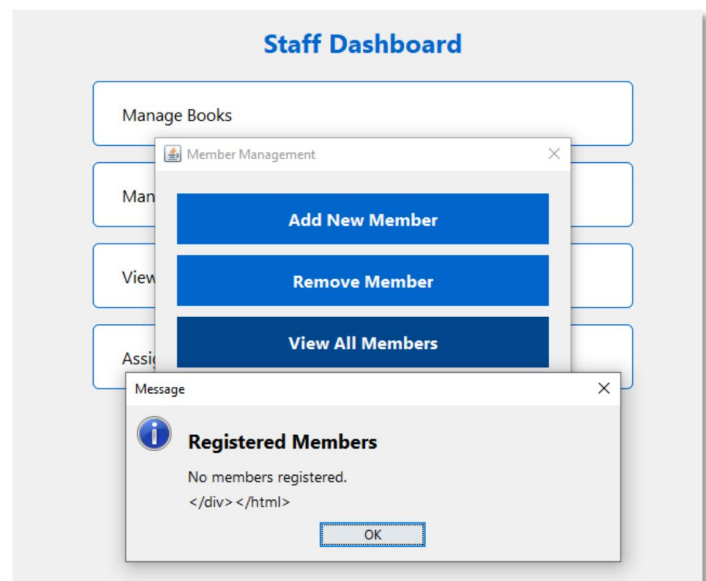 Staff Dashboard
Manage Books
Member Management
Man
Add New Member
View
Remove Member
View All Members
Assi
Message
Registered Members
No members registered.
</div></html>
OK